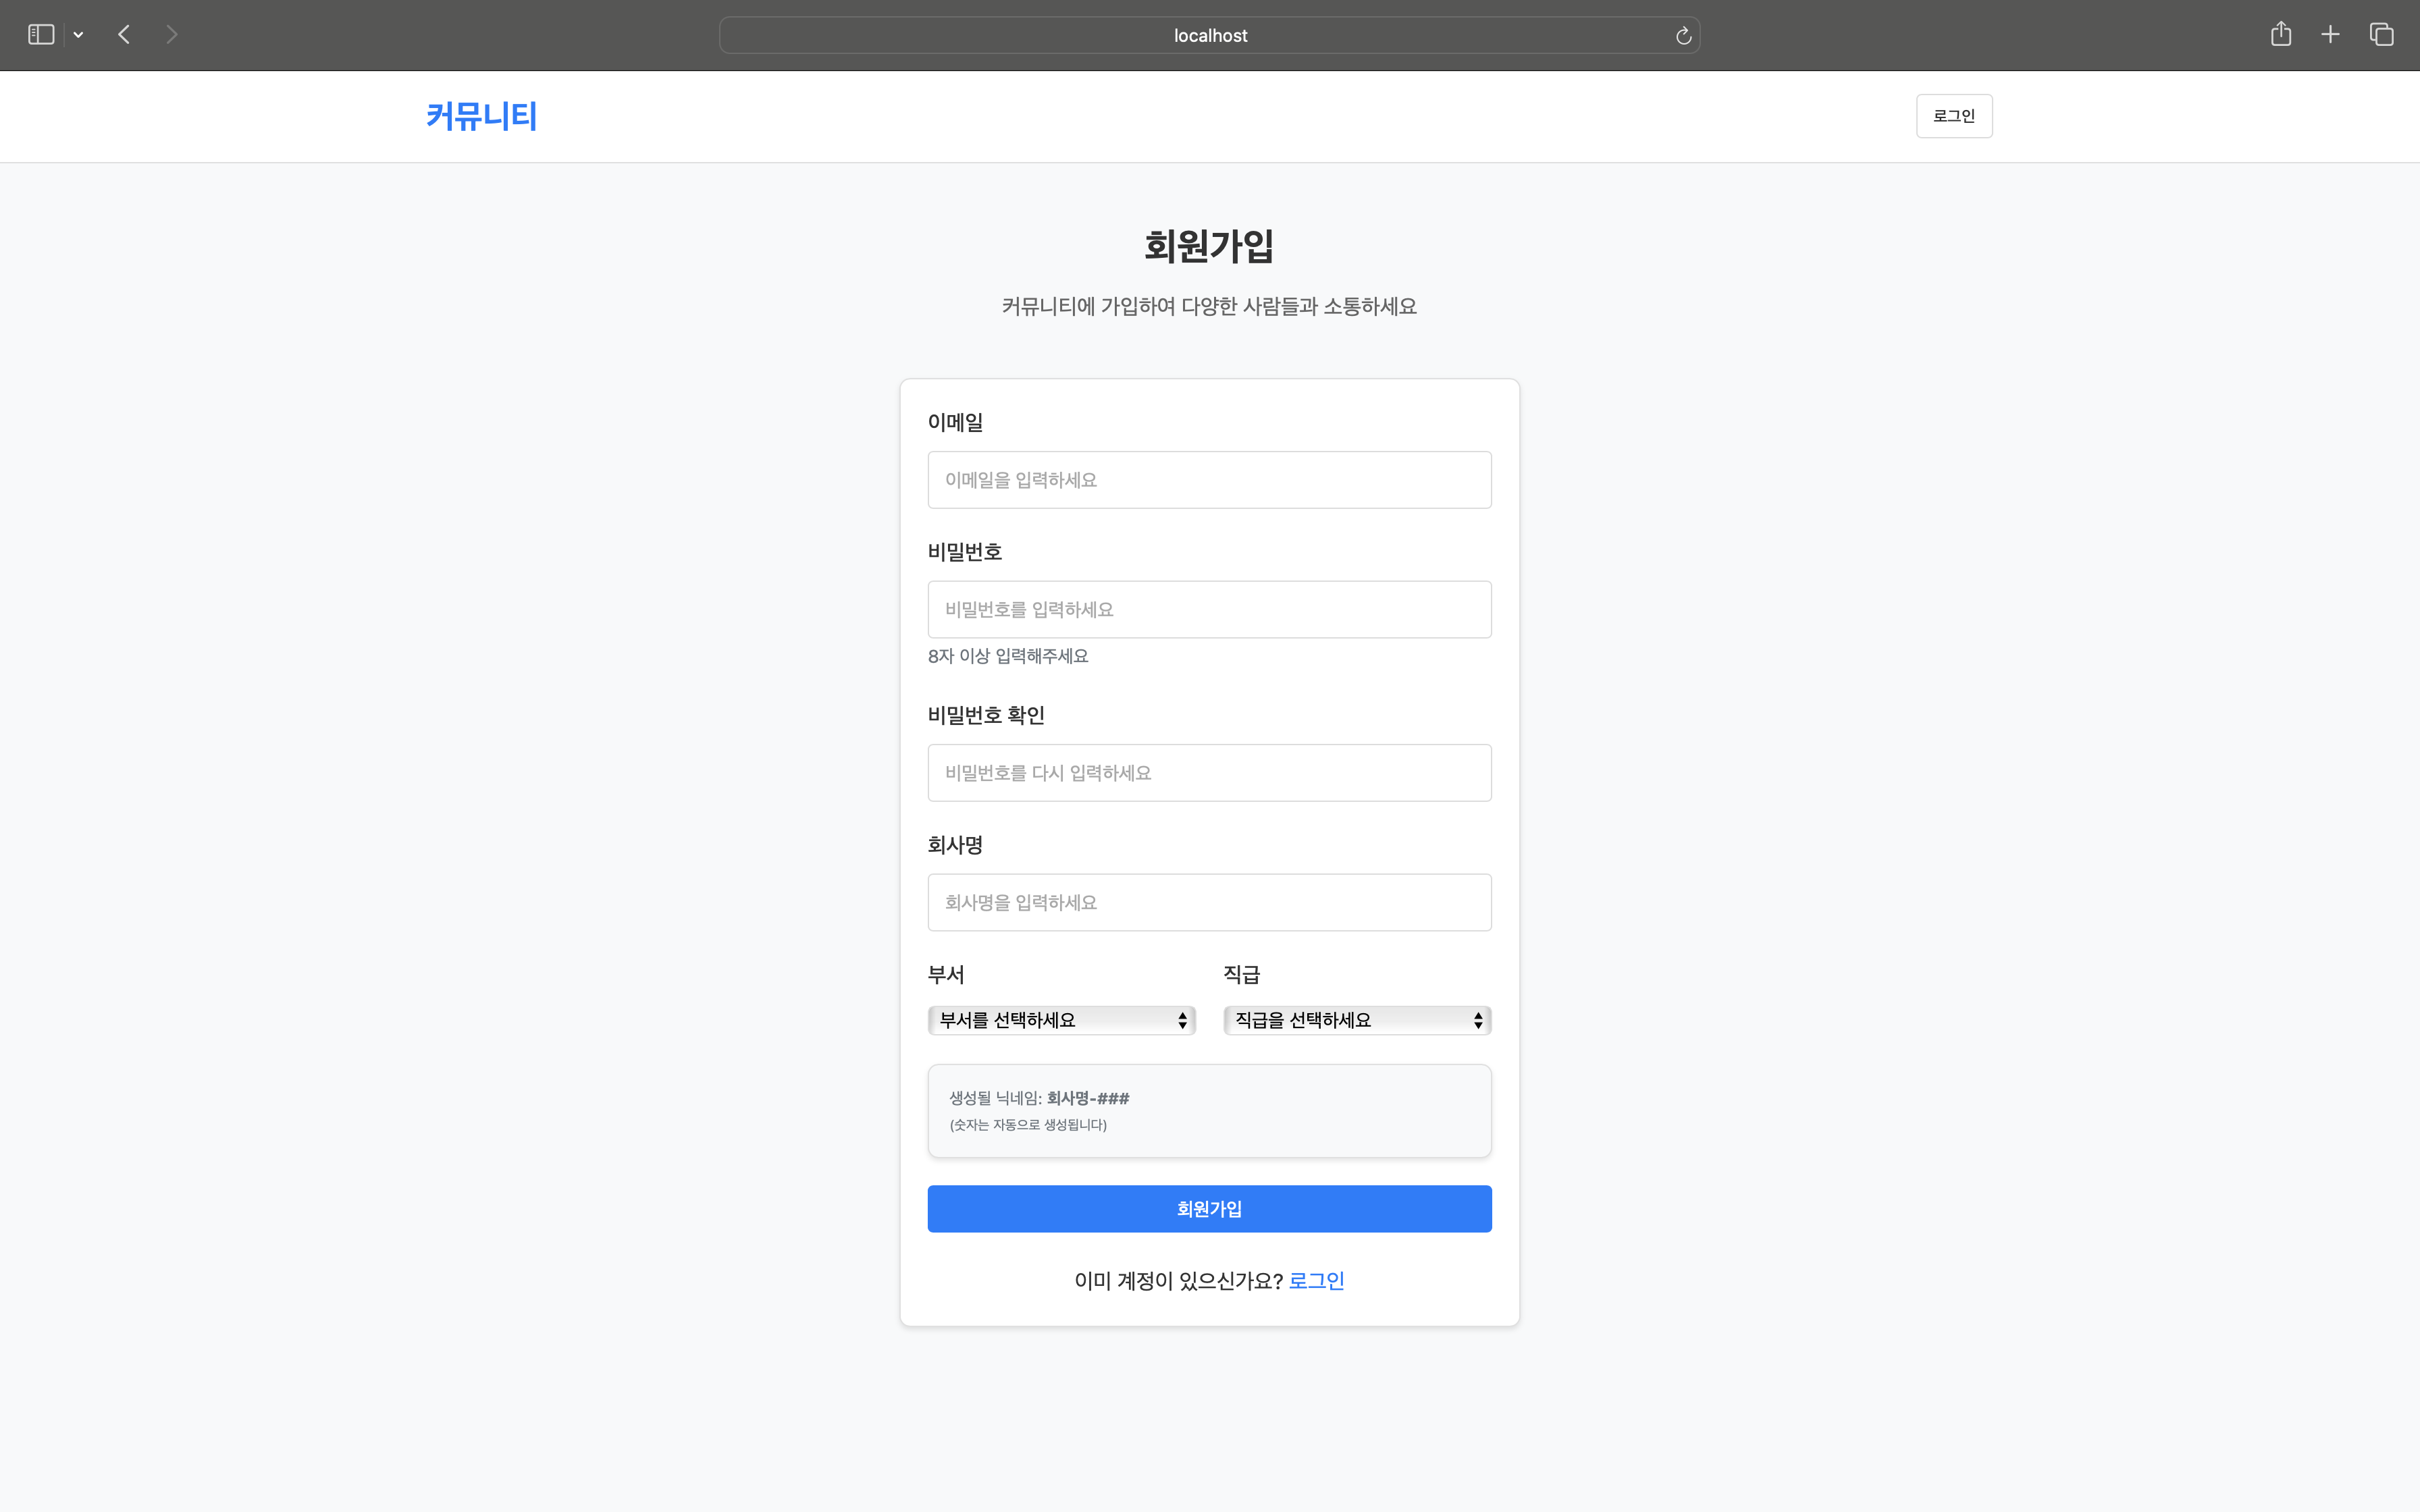 localhost
커뮤니티
로그인
회원가입
커뮤니티에 가입하여 다양한 사람들과 소통하세요
이메일
이메일을 입력하세요
비밀번호
비밀번호를 입력하세요
8자 이상 입력해주세요
비밀번호 확인
비밀번호를 다시 입력하세요
회사명
회사명을 입력하세요
부서 직급
부서를 선택하세요 직급을 선택하세요
생성될 닉네임: 회사명-###
(숫자는 자동으로 생성됩니다)
회원가입
이미 계정이 있으신가요? 로그인